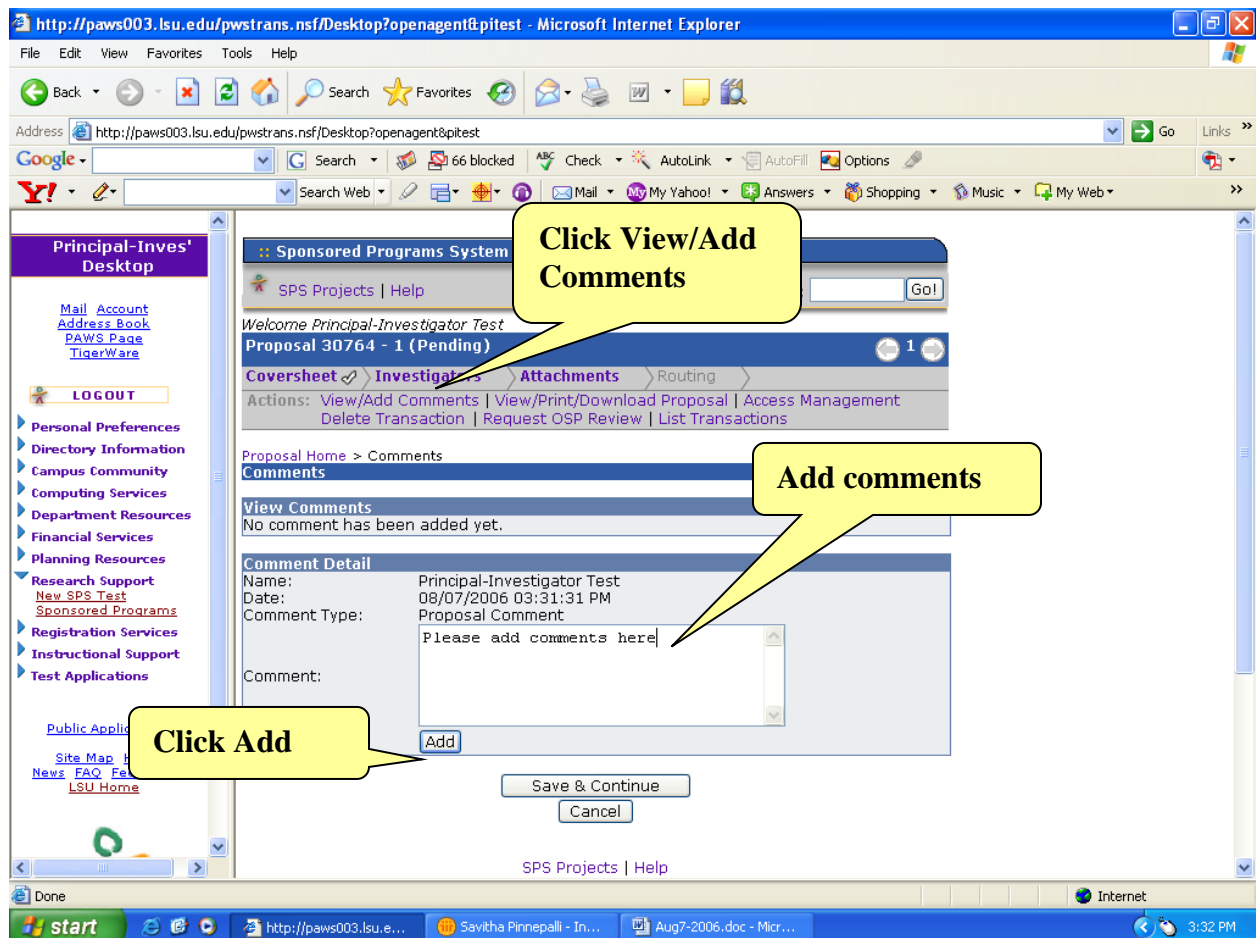 http://paws003.lsu.edu/pwstrans.nsf/Desktop?openagent&pitest - Microsoft Internet Explorer
File Edit View Favorites Tools Help
Back Search Favorites
Address http://paws003.lsu.edu/pwstrans.nsf/Desktop?openagent&pitest Go Links »
Google Search 66 blocked ABC Check AutoLink AutoFill Options
Y! Search Web Mail My My Yahoo! Answers Shopping Music My Web »
Principal-Inves'
Desktop
Mail Account
Address Book
PAWS Page
TigerWare
LOGOUT
Personal Preferences
Directory Information
Campus Community
Computing Services
Department Resources
Financial Services
Planning Resources
Research Support
New SPS Test
Sponsored Programs
Registration Services
Instructional Support
Test Applications
Public Applic
Site Map
News FAQ Fe
LSU Home
:: Sponsored Programs System
SPS Projects | Help
Go!
Click View/Add
Comments
Welcome Principal-Investigator Test
Proposal 30764 - 1 (Pending) 1
Coversheet Investigators Attachments Routing
Actions: View/Add Comments | View/Print/Download Proposal | Access Management
Delete Transaction | Request OSP Review | List Transactions
Proposal Home > Comments
Comments
Add comments
View Comments
No comment has been added yet.
Comment Detail
Name: Principal-Investigator Test
Date: 08/07/2006 03:31:31 PM
Comment Type: Proposal Comment
Please add comments here
Comment:
Click Add
Add
Save & Continue
Cancel
SPS Projects | Help
Done Internet
start http://paws003.lsu.e... Savitha Pinnepalli - In... Aug7-2006.doc - Micr... 3:32 PM